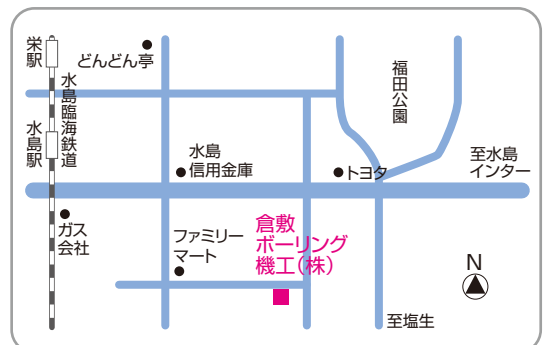 栄駅
どんどん亭
水島臨海鉄道
福田公園
水島駅
水島
信用金庫
トヨタ
至水島
インター
ガス
会社
ファミリー
マート
倉敷
ボーリング
機工(株)
N
至塩生